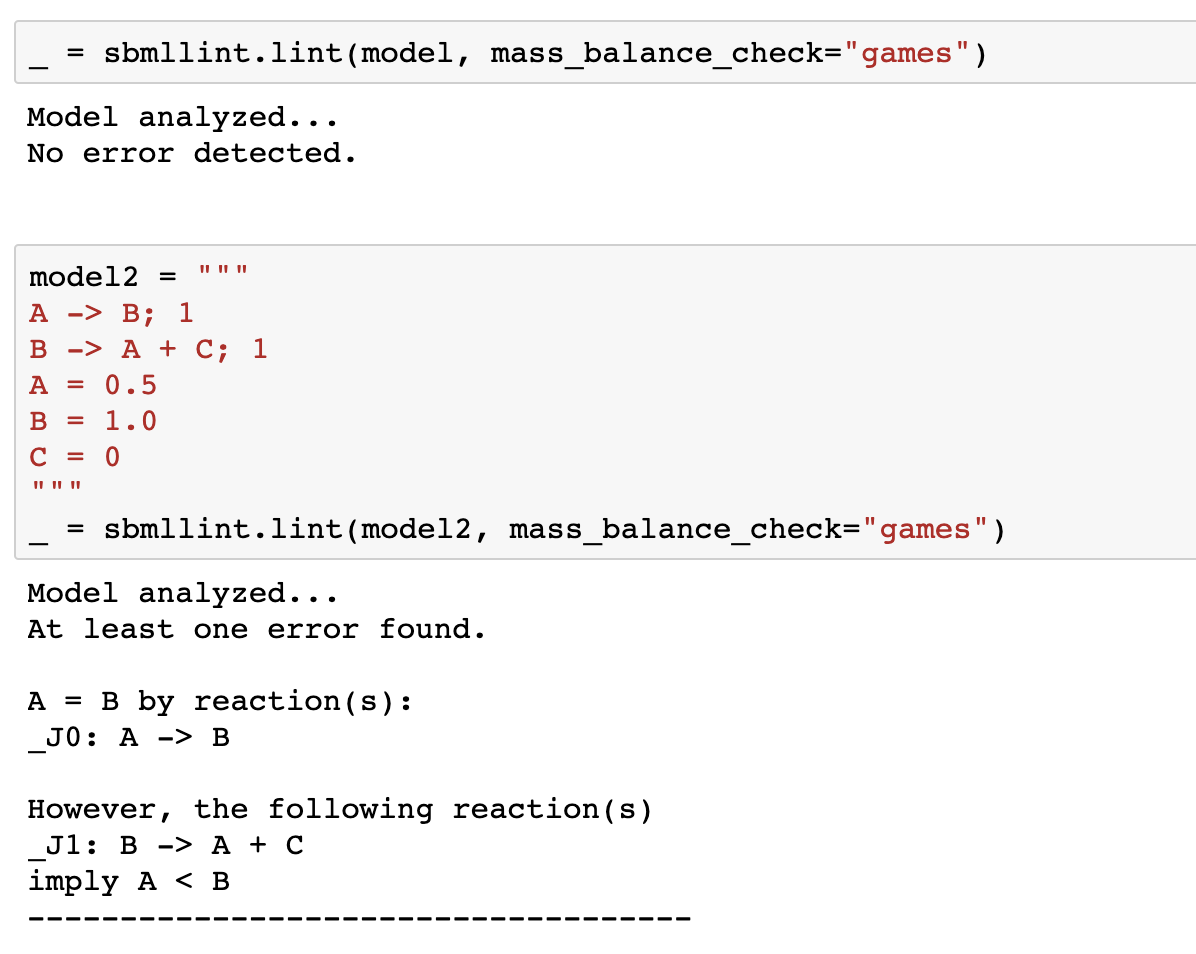 _ = sbmllint.lint(model, mass_balance_check="games")
Model analyzed...
No error detected.
model2 = """
A -> B; 1
B -> A + C; 1
A = 0.5
B = 1.0
C = 0
"""
_ = sbmllint.lint(model2, mass_balance_check="games")
Model analyzed...
At least one error found.
A = B by reaction(s):
_J0: A -> B
However, the following reaction(s)
_J1: B -> A + C
imply A < B
------------------------------------